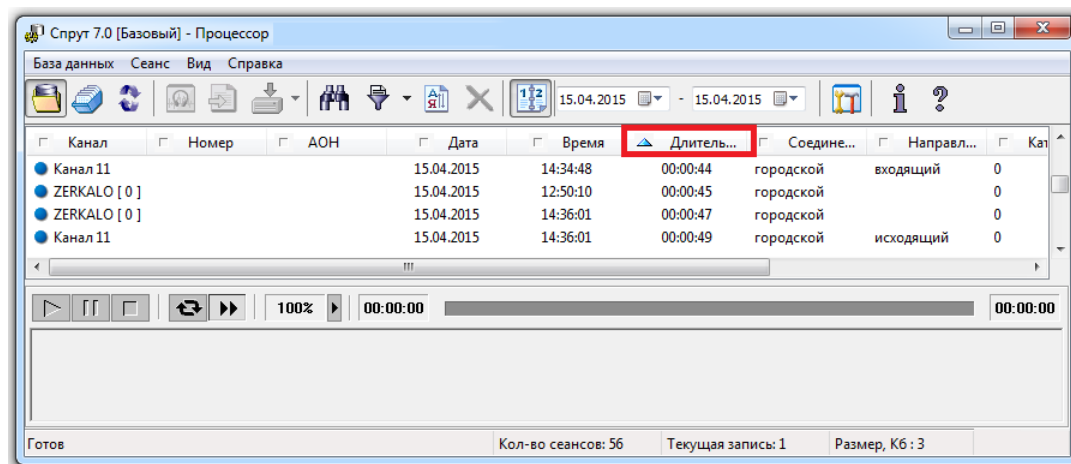 Спрут 7.0 [Базовый] - Процессор
База данных Сеанс Вид Справка
15.04.2015 - 15.04.2015
Канал Номер АОН Дата Время Длитель... Соедине... Направл... Кат
Канал 11 15.04.2015 14:34:48 00:00:44 городской входящий 0
ZERKALO [ 0 ] 15.04.2015 12:50:10 00:00:45 городской 0
ZERKALO [ 0 ] 15.04.2015 14:36:01 00:00:47 городской 0
Канал 11 15.04.2015 14:36:01 00:00:49 городской исходящий 0
100% 00:00:00 00:00:00
Готов Кол-во сеансов: 56 Текущая запись: 1 Размер, Кб : 3